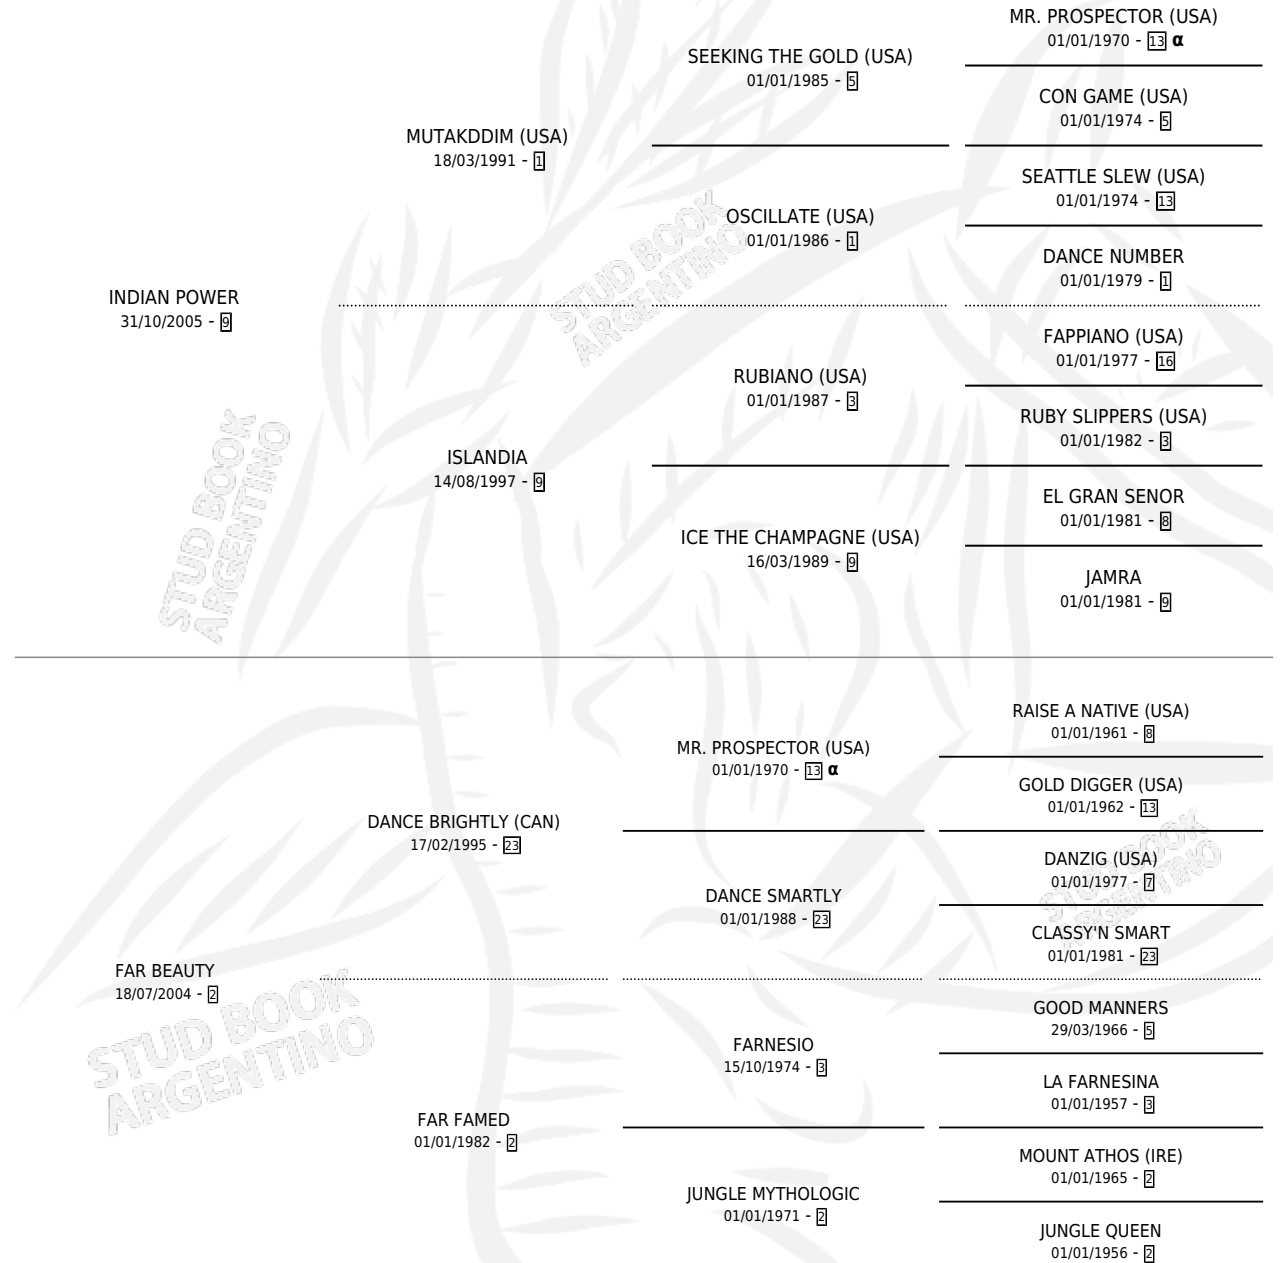 INDIAN POWER
31/10/2005 - 9
MUTAKDDIM (USA)
18/03/1991 - 1
SEEKING THE GOLD (USA)
01/01/1985 - 5
MR. PROSPECTOR (USA)
01/01/1970 - 13 α
CON GAME (USA)
01/01/1974 - 5
OSCILLATE (USA)
01/01/1986 - 1
SEATTLE SLEW (USA)
01/01/1974 - 13
DANCE NUMBER
01/01/1979 - 1
ISLANDIA
14/08/1997 - 9
RUBIANO (USA)
01/01/1987 - 3
FAPPIANO (USA)
01/01/1977 - 16
RUBY SLIPPERS (USA)
01/01/1982 - 3
ICE THE CHAMPAGNE (USA)
16/03/1989 - 9
EL GRAN SENOR
01/01/1981 - 8
JAMRA
01/01/1981 - 9
FAR BEAUTY
18/07/2004 - 2
DANCE BRIGHTLY (CAN)
17/02/1995 - 23
MR. PROSPECTOR (USA)
01/01/1970 - 13 α
RAISE A NATIVE (USA)
01/01/1961 - 8
GOLD DIGGER (USA)
01/01/1962 - 13
DANCE SMARTLY
01/01/1988 - 23
DANZIG (USA)
01/01/1977 - 7
CLASSY'N SMART
01/01/1981 - 23
FAR FAMED
01/01/1982 - 2
FARNESIO
15/10/1974 - 3
GOOD MANNERS
29/03/1966 - 5
LA FARNESINA
01/01/1957 - 3
JUNGLE MYTHOLOGIC
01/01/1971 - 2
MOUNT ATHOS (IRE)
01/01/1965 - 2
JUNGLE QUEEN
01/01/1956 - 2
STUD BOOK
ARGENTINO
STUD BOOK
ARGENTINO
STUD BOOK
ARGENTINO
STUD BOOK
ARGENTINO